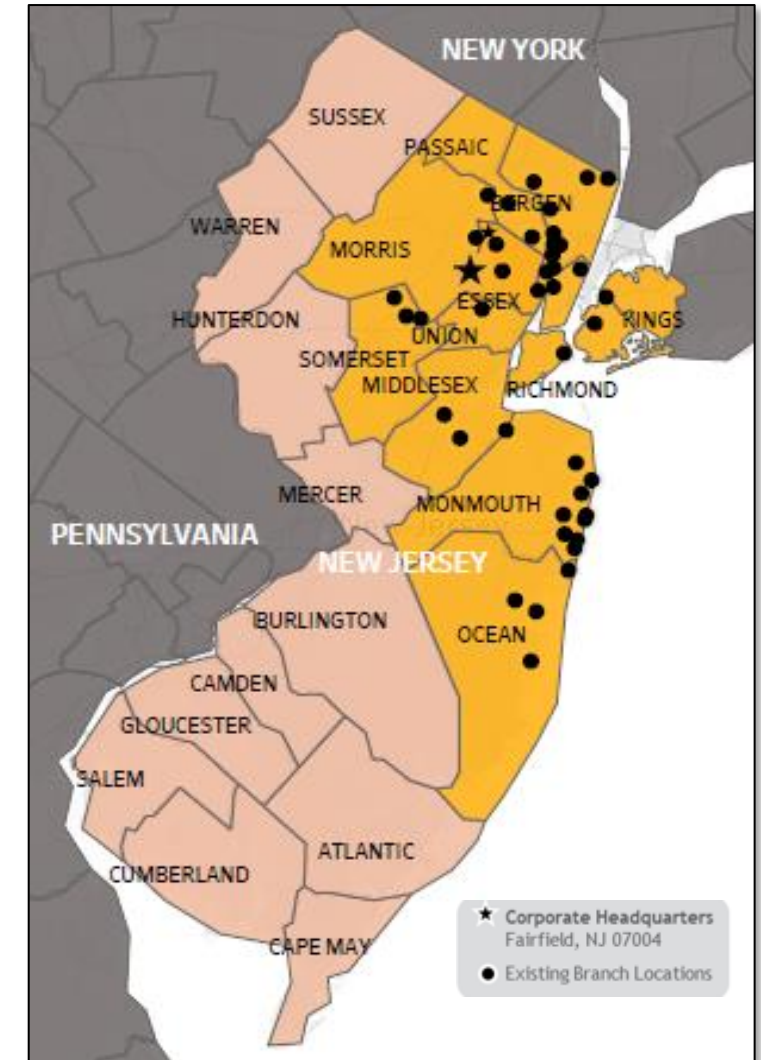 NEW YORK
SUSSEX
PASSAIC
BERGEN
WARREN
MORRIS
ESSEX
HUNTERDON
KINGS
UNION
SOMERSET
MIDDLESEX
RICHMOND
MERCER
MONMOUTH
PENNSYLVANIA
NEW JERSEY
BURLINGTON
OCEAN
CAMDEN
GLOUCESTER
SALEM
ATLANTIC
CUMBERLAND
Corporate Headquarters
Fairfield, NJ 07004
CAPE MAY
Existing Branch Locations